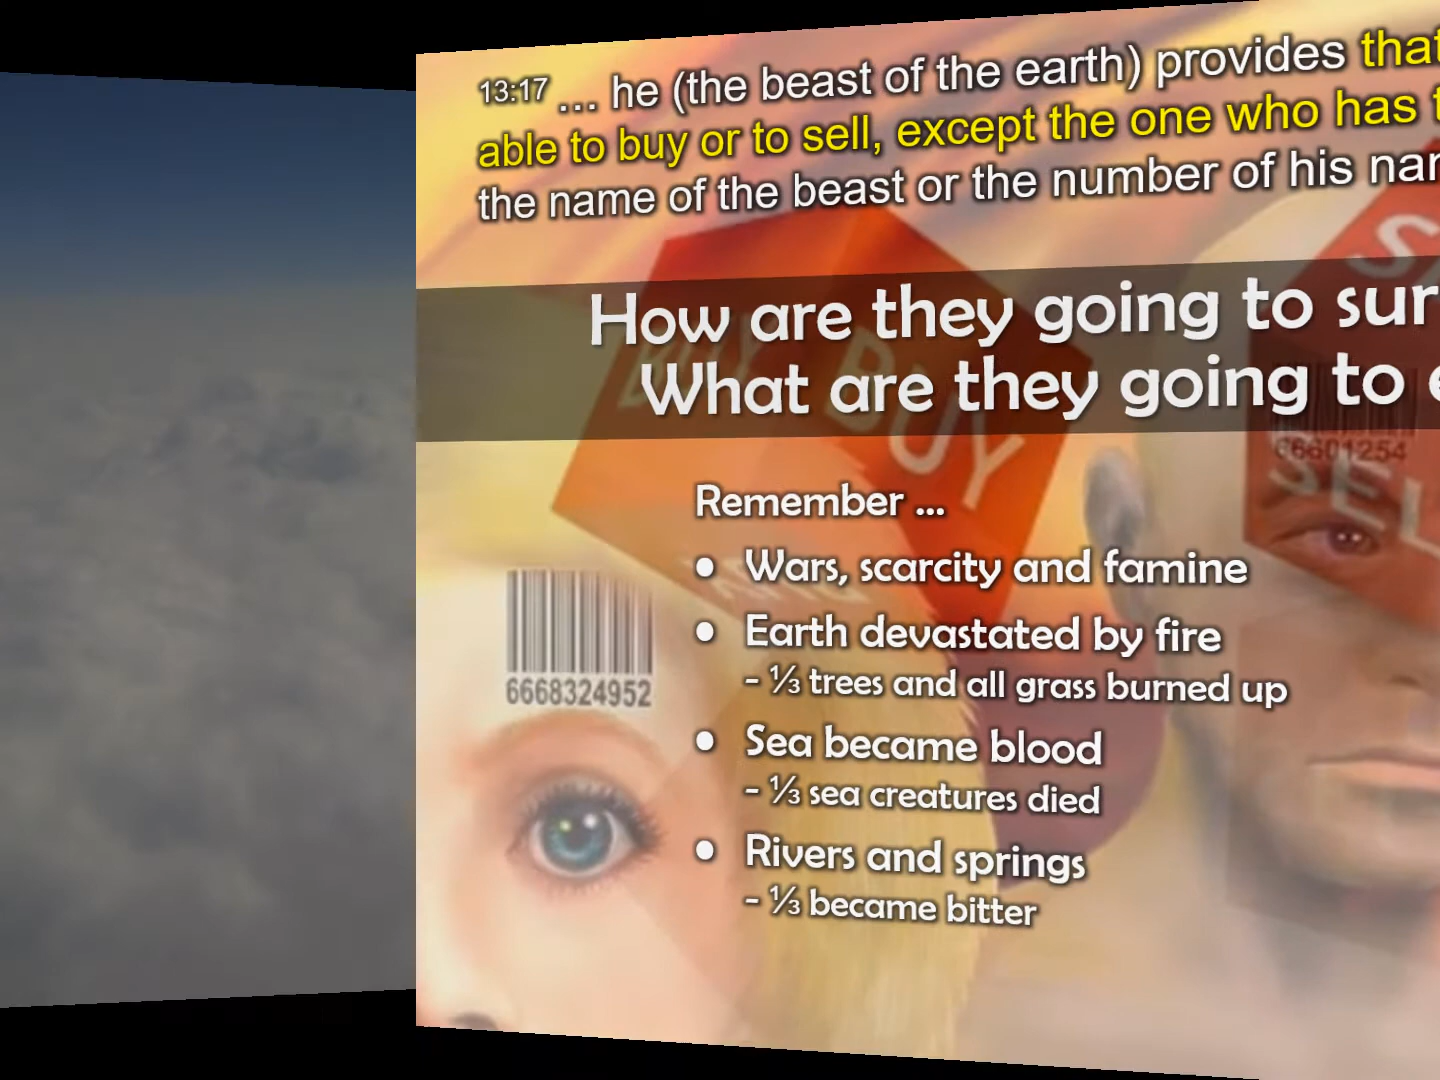 13:17 ... he (the beast of the earth) provides that
able to buy or to sell, except the one who has
the name of the beast or the number of his
How are they going to
What are they going to
BUY
SEL
66601254
Remember ...
• Wars, scarcity and famine
• Earth devastated by fire
- ⅓ trees and all grass burned up
6668324952
• Sea became blood
- ⅓ sea creatures died
• Rivers and springs
- ⅓ became bitter